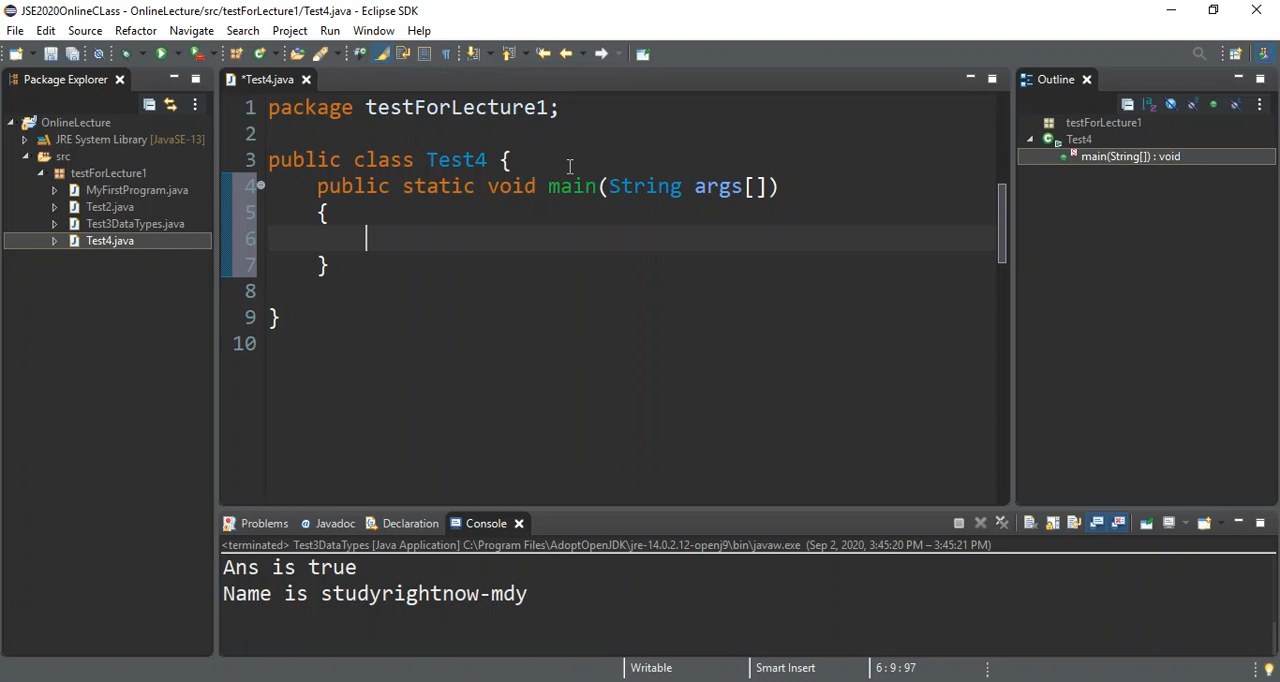 JSE2020OnlineCLass - OnlineLecture/src/testForLecture1/Test4.java - Eclipse SDK
File Edit Source Refactor Navigate Search Project Run Window Help
Package Explorer
*Test4.java
Outline
OnlineLecture
JRE System Library [JavaSE-13]
src
testForLecture1
MyFirstProgram.java
Test2.java
Test3DataTypes.java
Test4.java
1 package testForLecture1;
2
3 public class Test4 {
4 public static void main(String args[])
5 {
6
7 }
8
9 }
10
testForLecture1
Test4
main(String[]) : void
Problems Javadoc Declaration Console
<terminated> Test3DataTypes [Java Application] C:\Program Files\AdoptOpenJDK\jre-14.0.2.12-openj9\bin\javaw.exe (Sep 2, 2020, 3:45:20 PM – 3:45:21 PM)
Ans is true
Name is studyrightnow-mdy
Writable Smart Insert 6:9:97